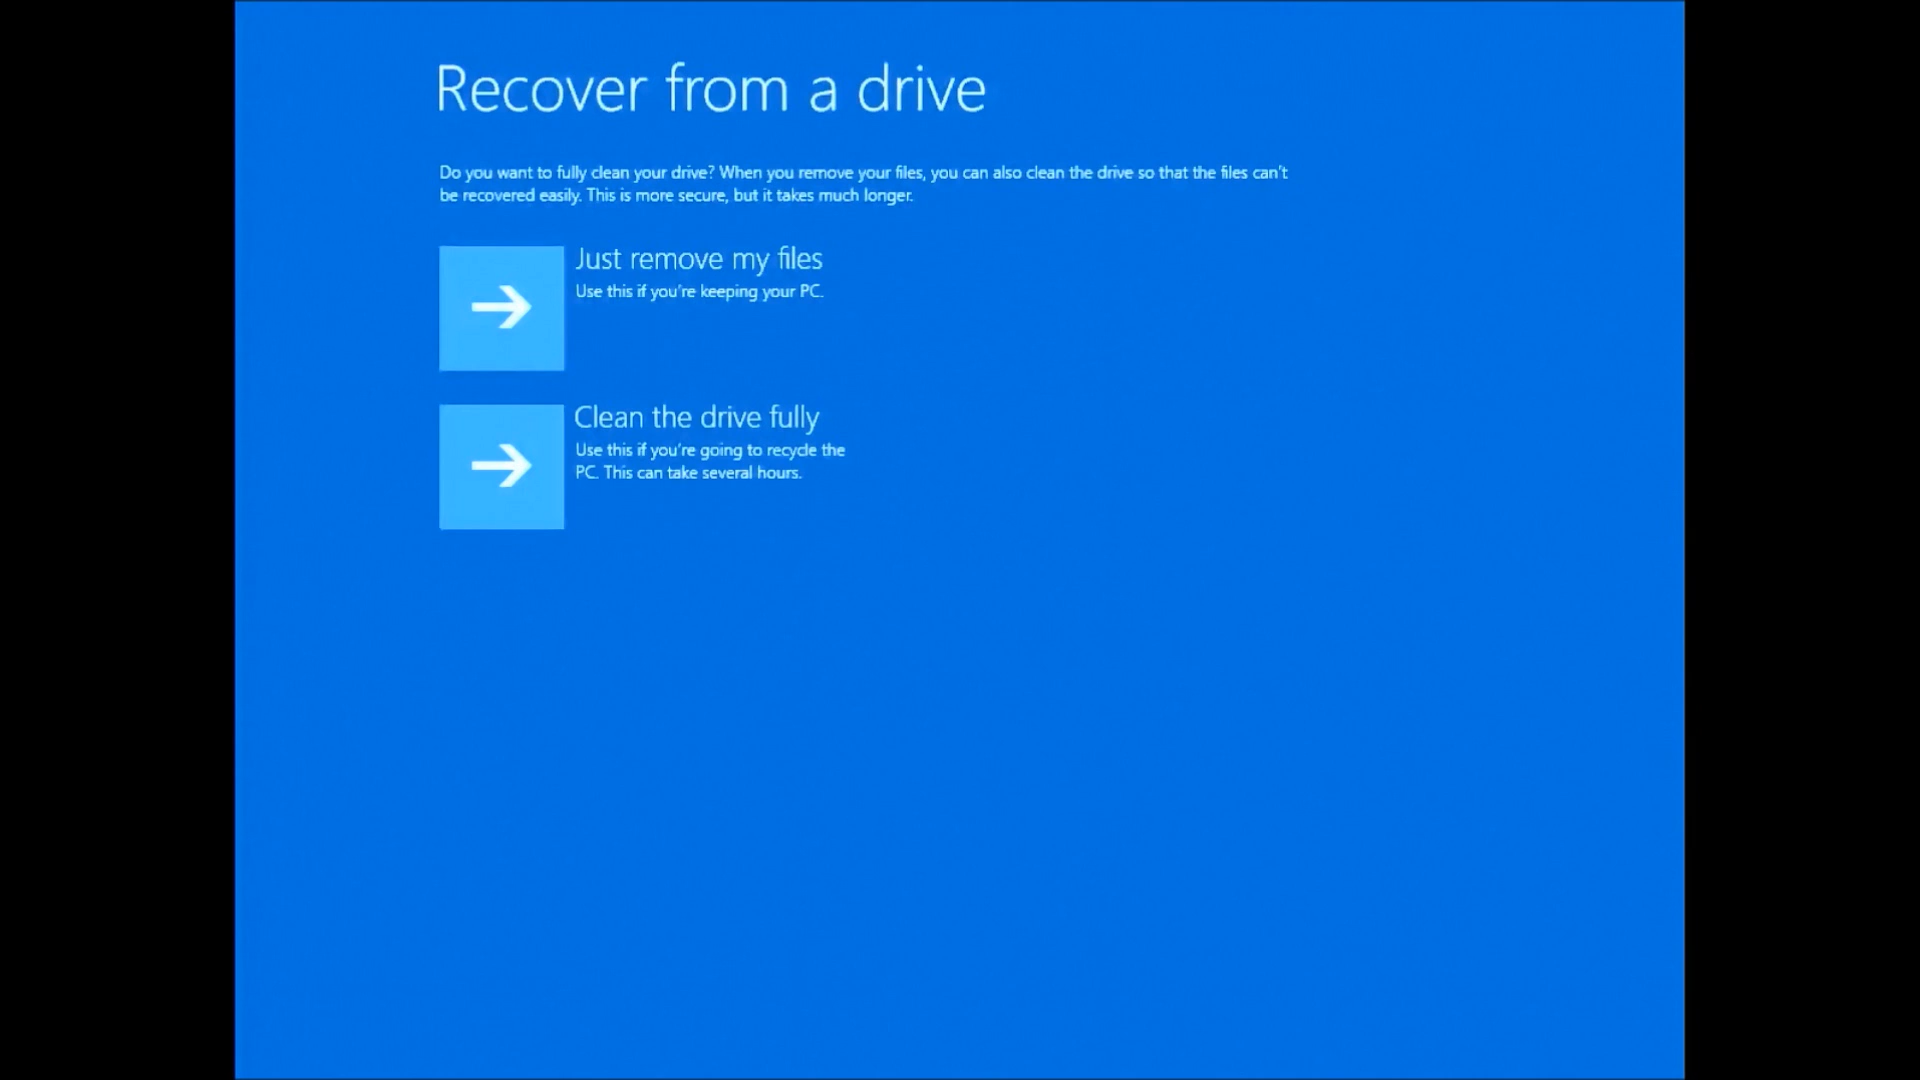 Recover from a drive
Do you want to fully clean your drive? When you remove your files, you can also clean the drive so that the files can't
be recovered easily. This is more secure, but it takes much longer.
Just remove my files
Use this if you're keeping your PC.
Clean the drive fully
Use this if you're going to recycle the
PC. This can take several hours.